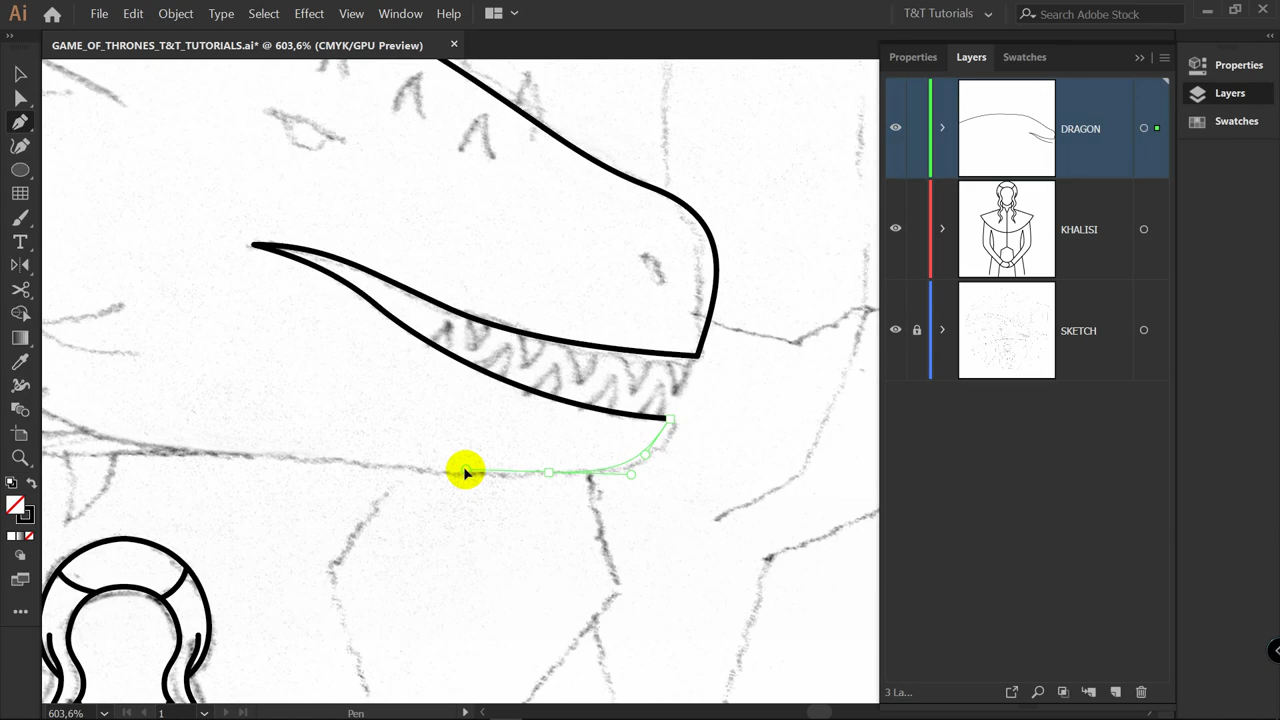 Ai File Edit Object Type Select Effect View Window Help T&T Tutorials Search Adobe Stock
GAME_OF_THRONES_T&T_TUTORIALS.ai* @ 603,6% (CMYK/GPU Preview)
Properties Layers Swatches
DRAGON
KHALISI
SKETCH
Properties
Layers
Swatches
603,6% 1 Pen 3 La...